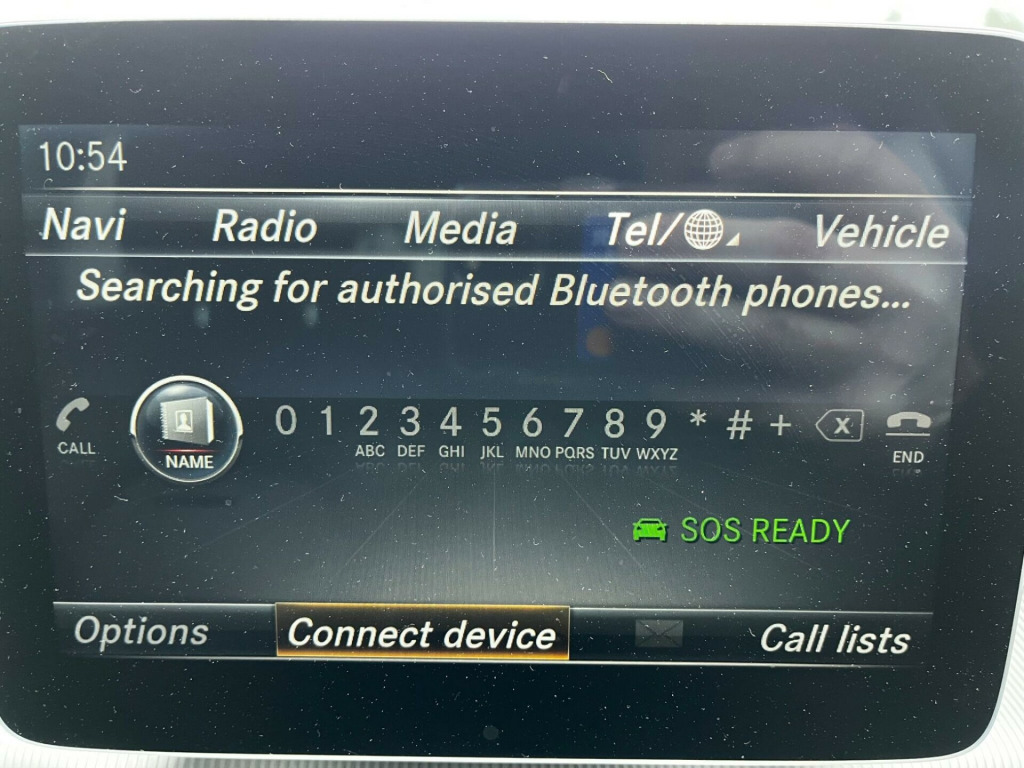 10:54
Navi Radio Media Tel/ Vehicle
Searching for authorised Bluetooth phones...
CALL NAME 0 1 2 3 4 5 6 7 8 9 * # + X END
ABC DEF GHI JKL MNO PQRS TUV WXYZ
SOS READY
Options Connect device Call lists